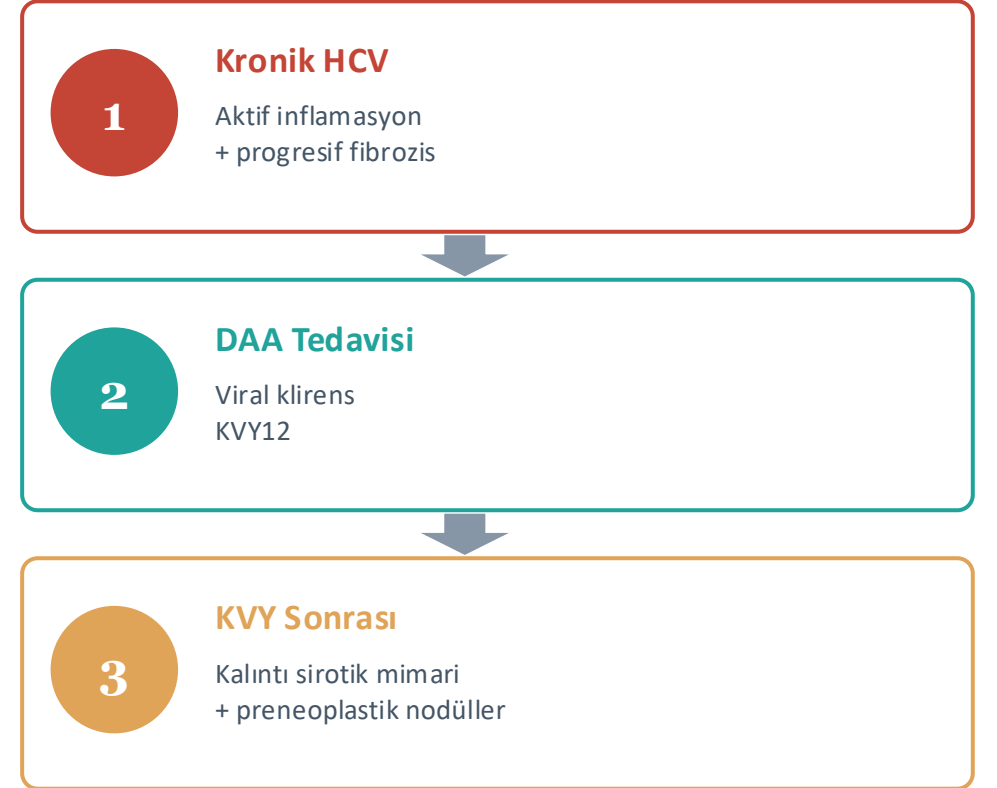 1
Kronik HCV
Aktif inflamasyon
+ progresif fibrozis
2
DAA Tedavisi
Viral klirens
KVY12
3
KVY Sonrası
Kalıntı sirotik mimari
+ preneoplastik nodüller